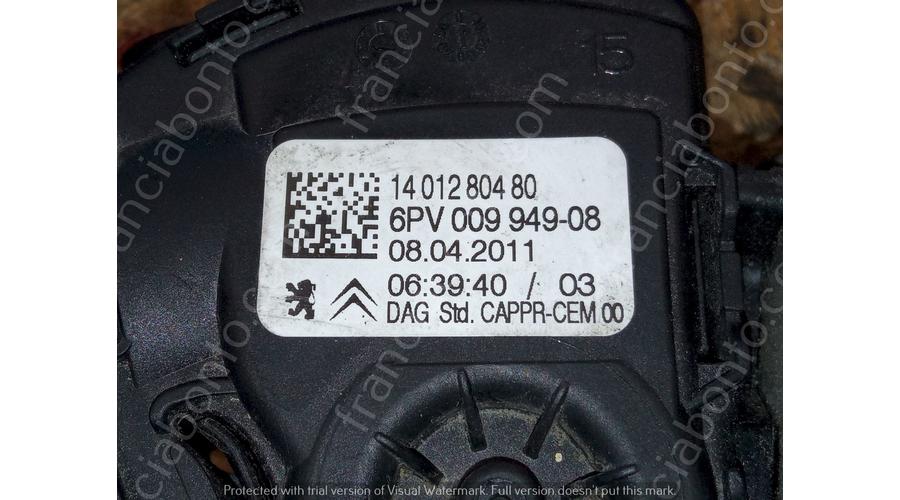 15
14 012 804 80
6PV 009 949-08
08.04.2011
06:39:40 / 03
DAG Std. CAPPR-CEM 00
franciabonto.com
Protected with trial version of Visual Watermark. Full version doesn't put this mark.